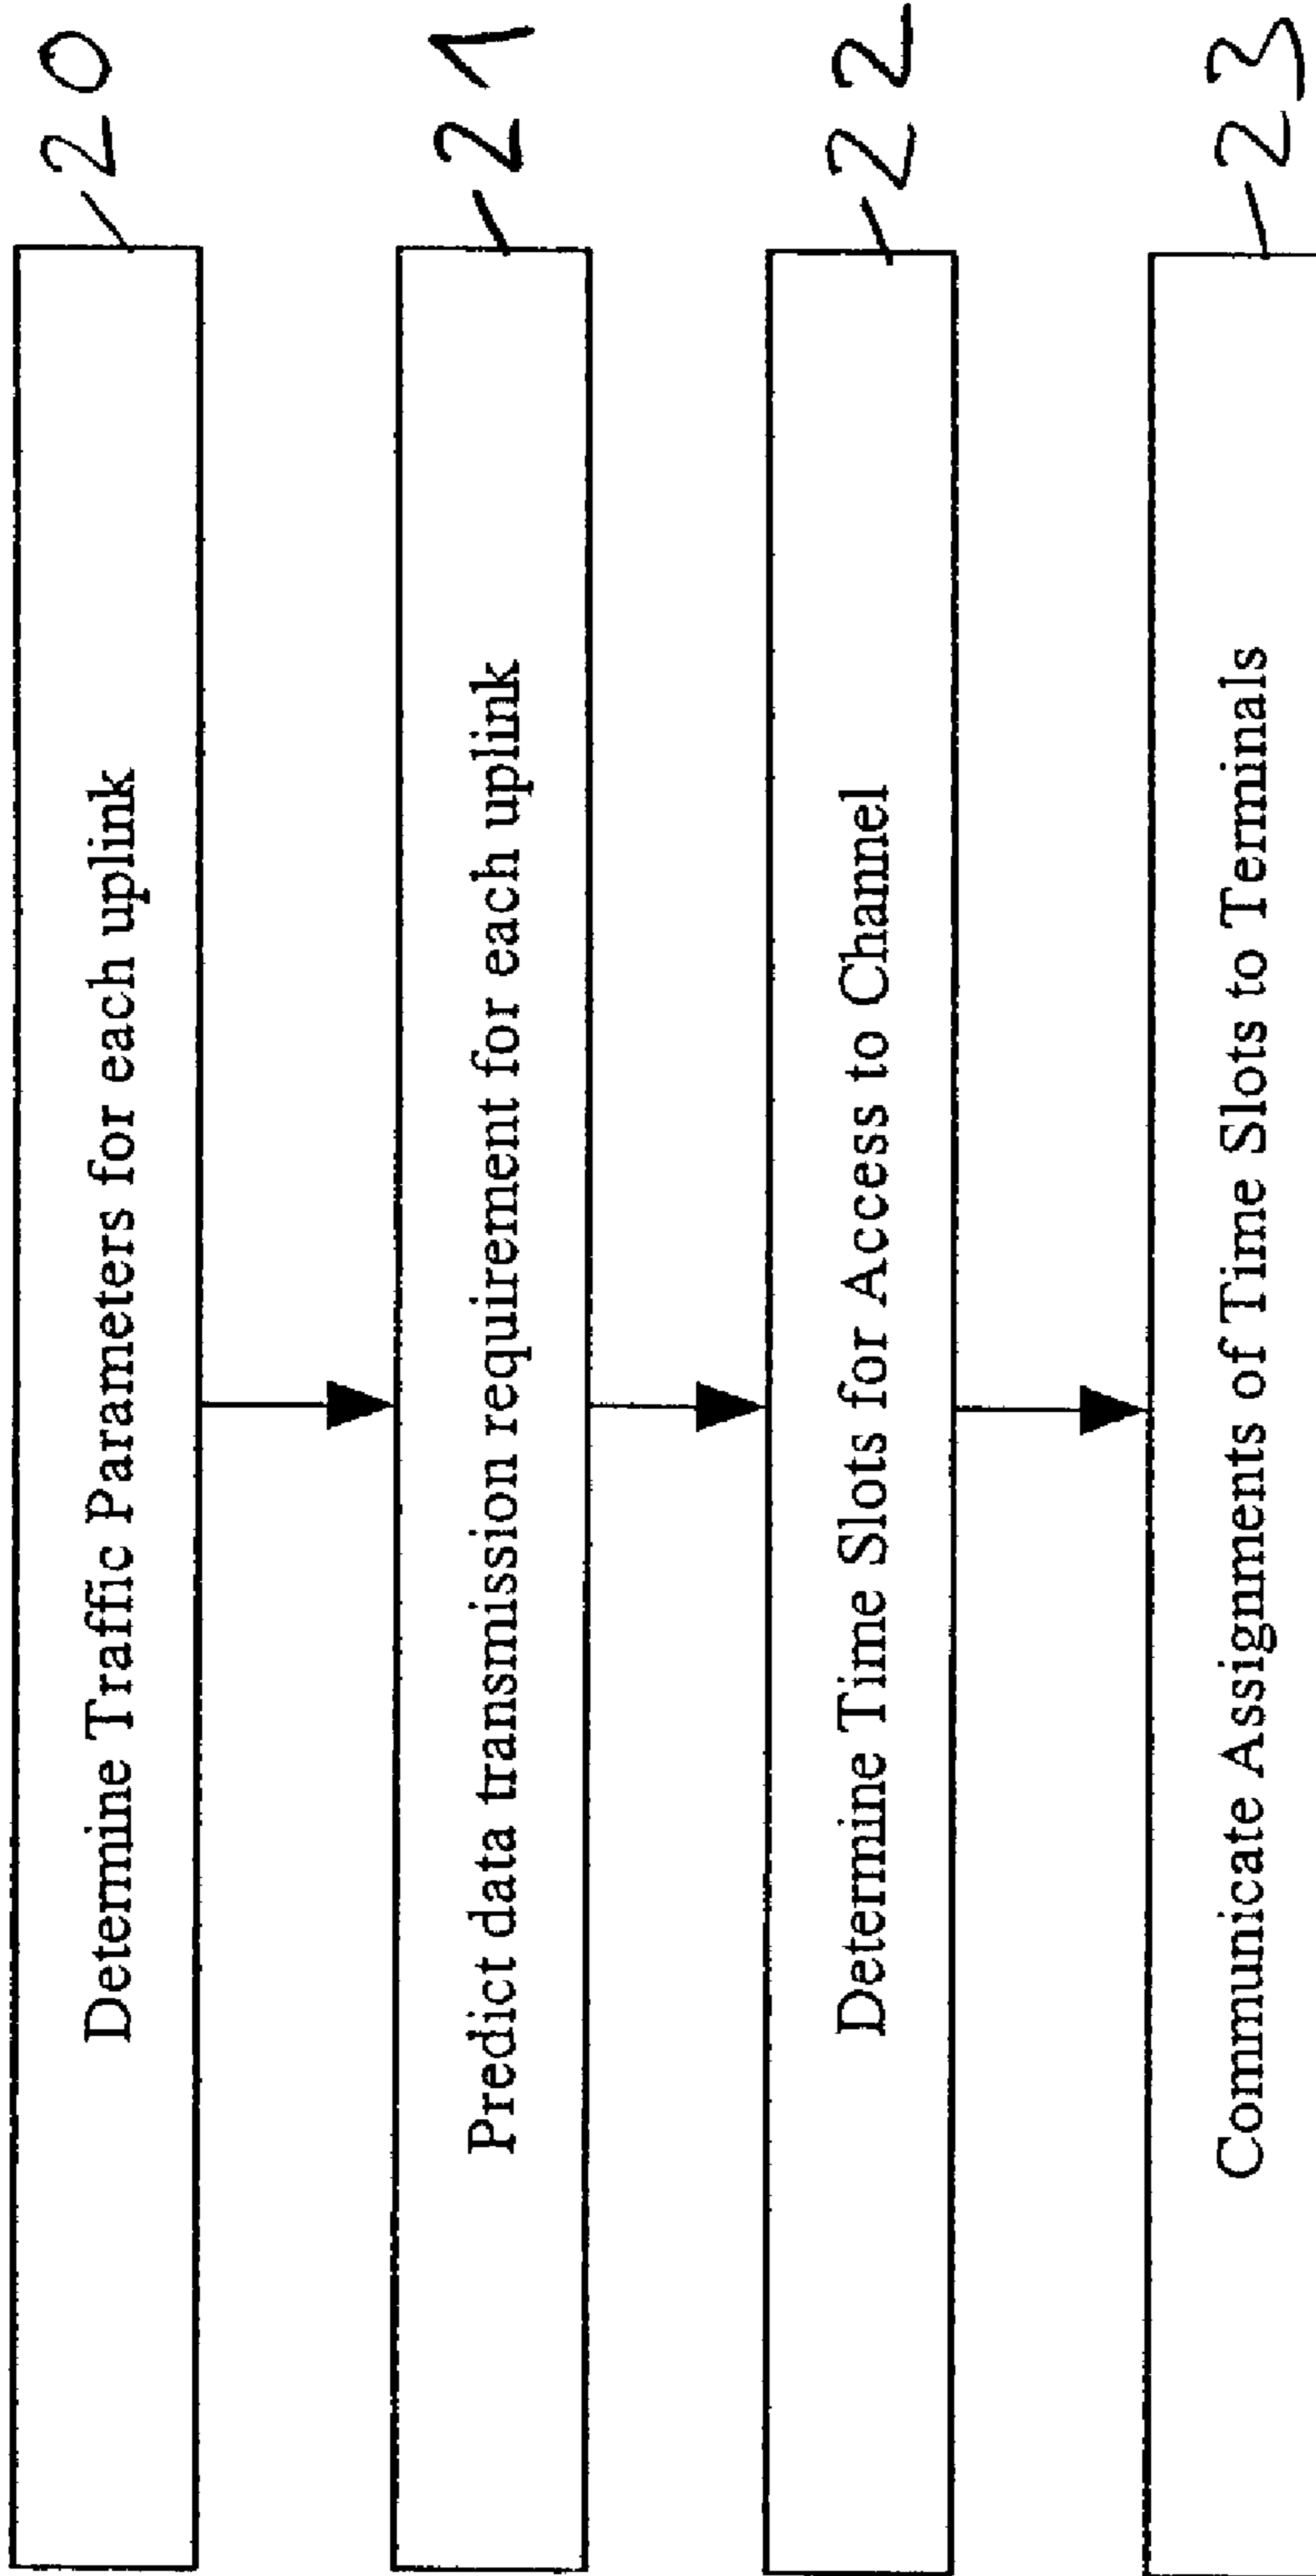 Determine Traffic Parameters for each uplink
20
Predict data transmission requirement for each uplink
21
Determine Time Slots for Access to Channel
22
Communicate Assignments of Time Slots to Terminals
23